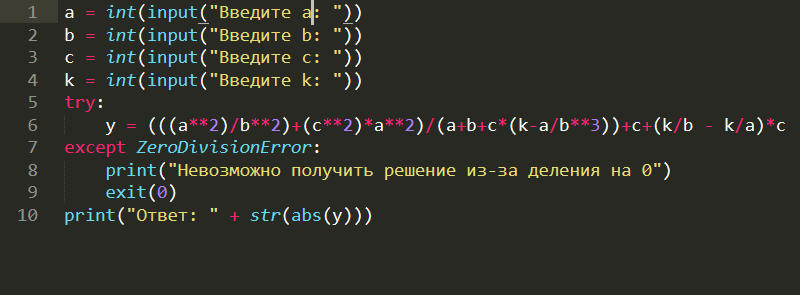 1 a = int(input("Введите a: "))
2 b = int(input("Введите b: "))
3 c = int(input("Введите c: "))
4 k = int(input("Введите k: "))
5 try:
6     y = (((a**2)/b**2)+(c**2)*a**2)/(a+b+c*(k-a/b**3))+c+(k/b - k/a)*c
7 except ZeroDivisionError:
8     print("Невозможно получить решение из-за деления на 0")
9     exit(0)
10 print("Ответ: " + str(abs(y)))